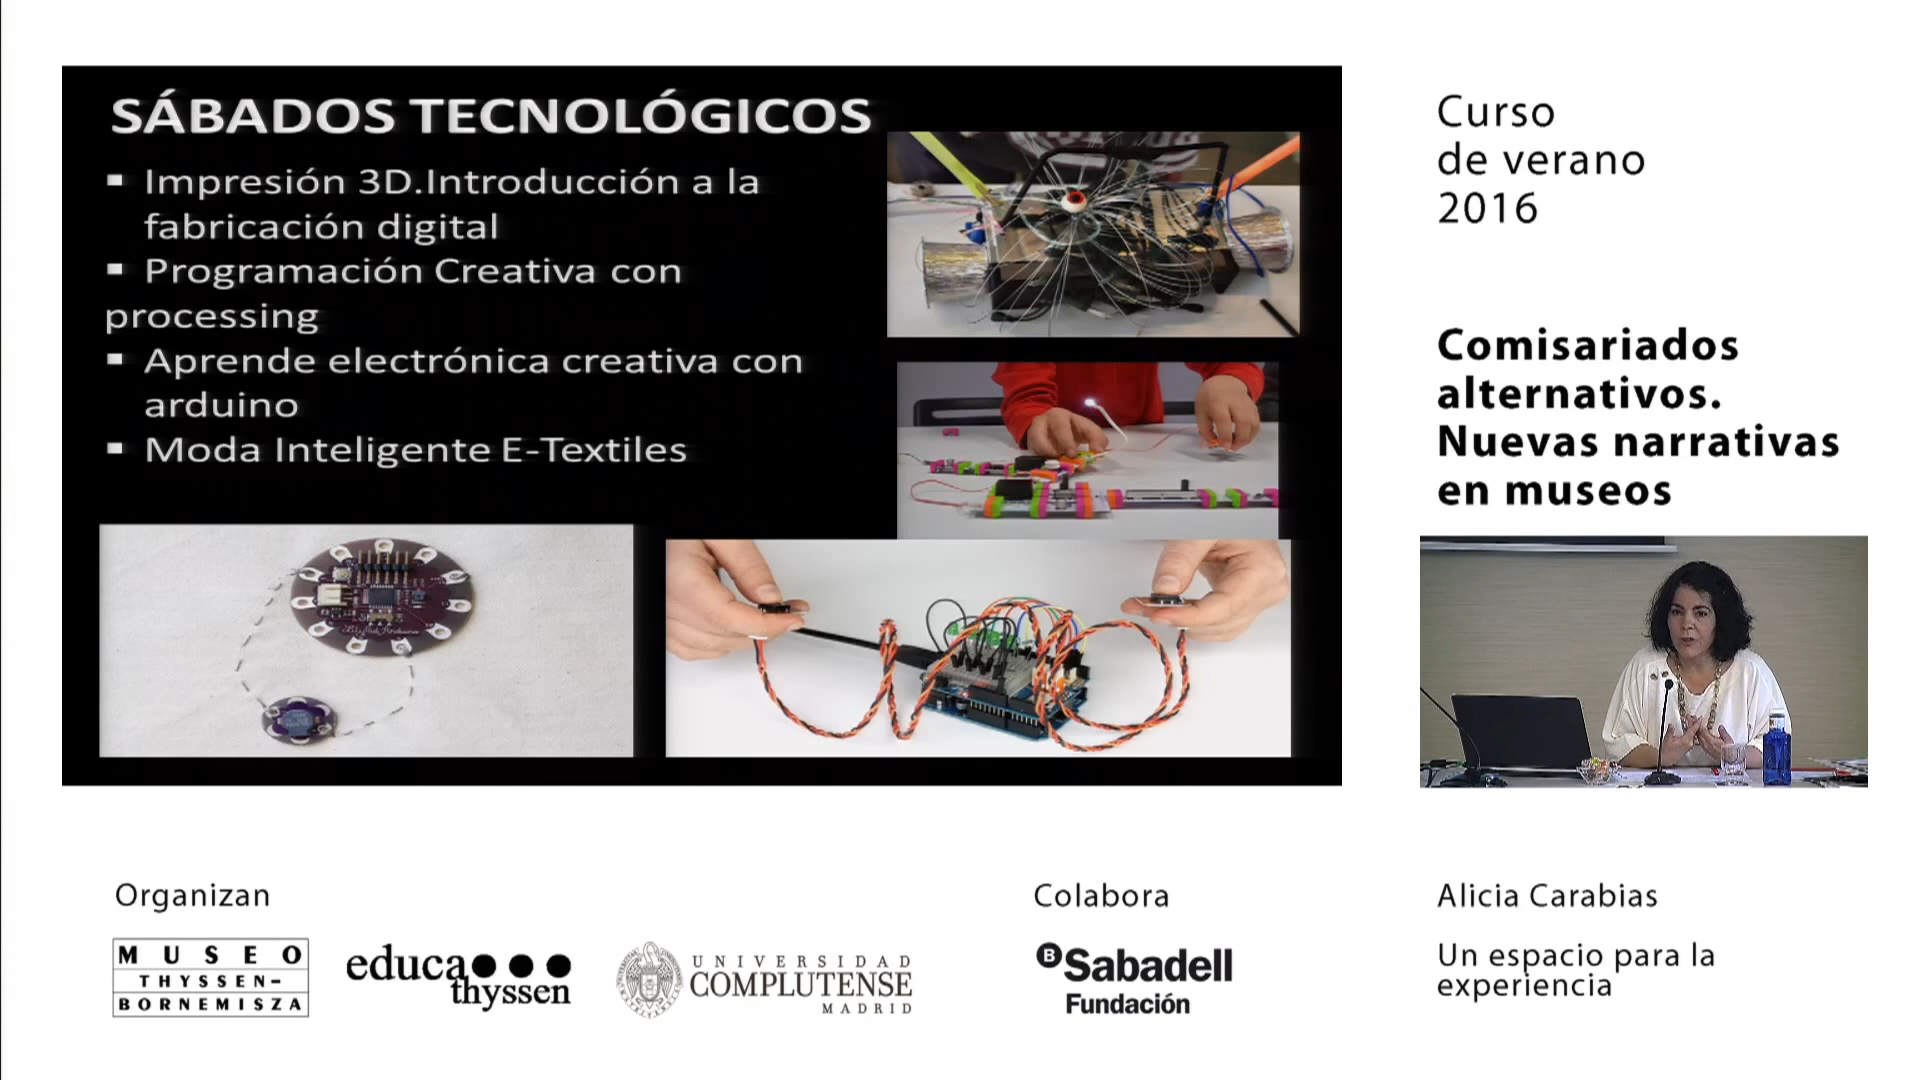 SÁBADOS TECNOLÓGICOS
▪ Impresión 3D.Introducción a la
fabricación digital
▪ Programación Creativa con
processing
▪ Aprende electrónica creativa con
arduino
▪ Moda Inteligente E-Textiles
Curso
de verano
2016
Comisariados
alternativos.
Nuevas narrativas
en museos
Organizan
MUSEO
THYSSEN-
BORNEMISZA
educa
thyssen
UNIVERSIDAD
COMPLUTENSE
MADRID
Colabora
B Sabadell
Fundación
Alicia Carabias
Un espacio para la
experiencia